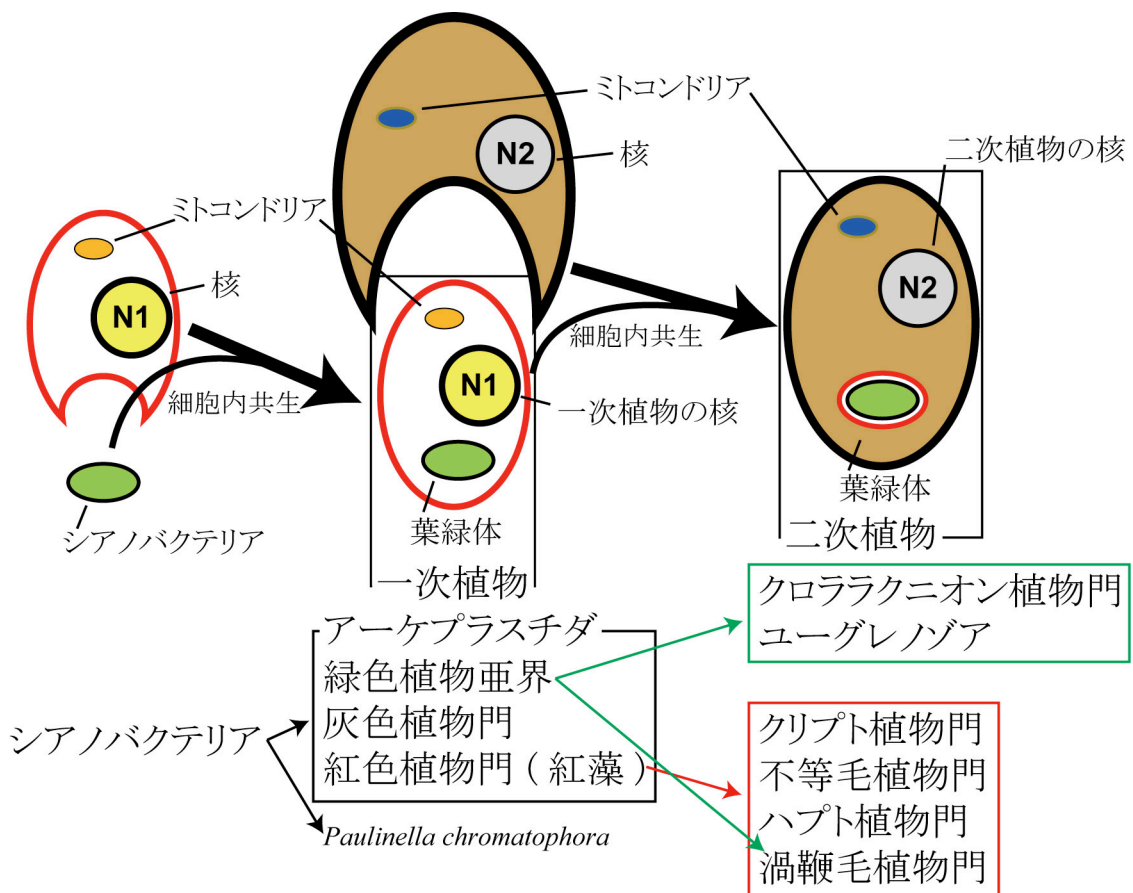 ミトコンドリア
N2
核
二次植物の核
ミトコンドリア
核
N1
N2
細胞内共生
N1
細胞内共生
一次植物の核
シアノバクテリア
葉緑体
一次植物
葉緑体
二次植物
クロララクニオン植物門
ユーグレノゾア
アーケプラスチダ
緑色植物亜界
灰色植物門
紅色植物門 ( 紅藻 )
シアノバクテリア
Paulinella chromatophora
クリプト植物門
不等毛植物門
ハプト植物門
渦鞭毛植物門